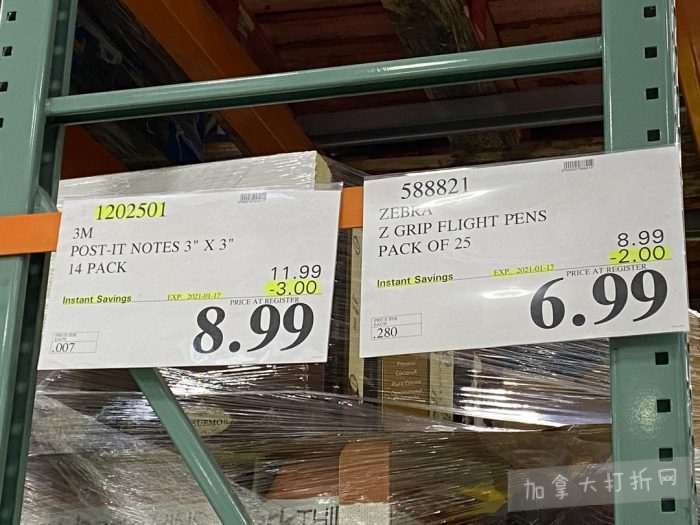 1202501
3M
POST-IT NOTES 3" X 3"
14 PACK
11.99
-3.00
Instant Savings
EXP. 2021-01-17
PRICE AT REGISTER
8.99
.007
588821
ZEBRA
Z GRIP FLIGHT PENS
PACK OF 25
8.99
-2.00
Instant Savings
EXP. 2021-01-17
PRICE AT REGISTER
6.99
.280
加拿大打折网